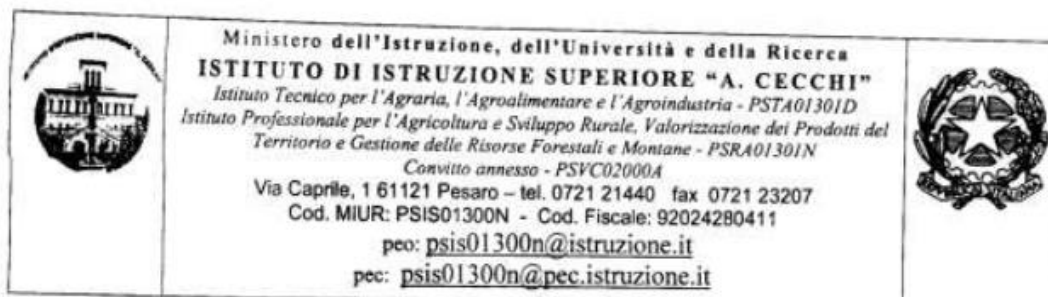 Ministero dell'Istruzione, dell'Università e della Ricerca
ISTITUTO DI ISTRUZIONE SUPERIORE “A. CECCHI”
Istituto Tecnico per l'Agraria, l'Agroalimentare e l'Agroindustria - PSTA01301D
Istituto Professionale per l'Agricoltura e Sviluppo Rurale, Valorizzazione dei Prodotti del
Territorio e Gestione delle Risorse Forestali e Montane - PSRA01301N
Convitto annesso - PSVC02000A
Via Caprile, 1 61121 Pesaro – tel. 0721 21440 fax 0721 23207
Cod. MIUR: PSIS01300N - Cod. Fiscale: 92024280411
peo: psis01300n@istruzione.it
pec: psis01300n@pec.istruzione.it